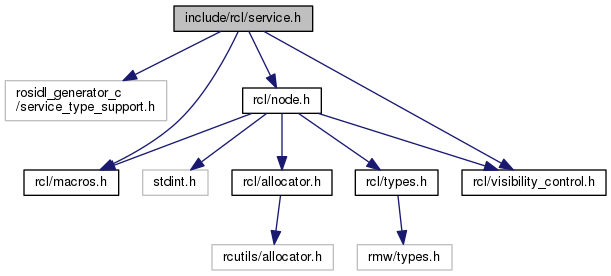 include/rcl/service.h
rosidl_generator_c
/service_type_support.h
rcl/node.h
rcl/macros.h
stdint.h
rcl/allocator.h
rcl/types.h
rcl/visibility_control.h
rcutils/allocator.h
rmw/types.h